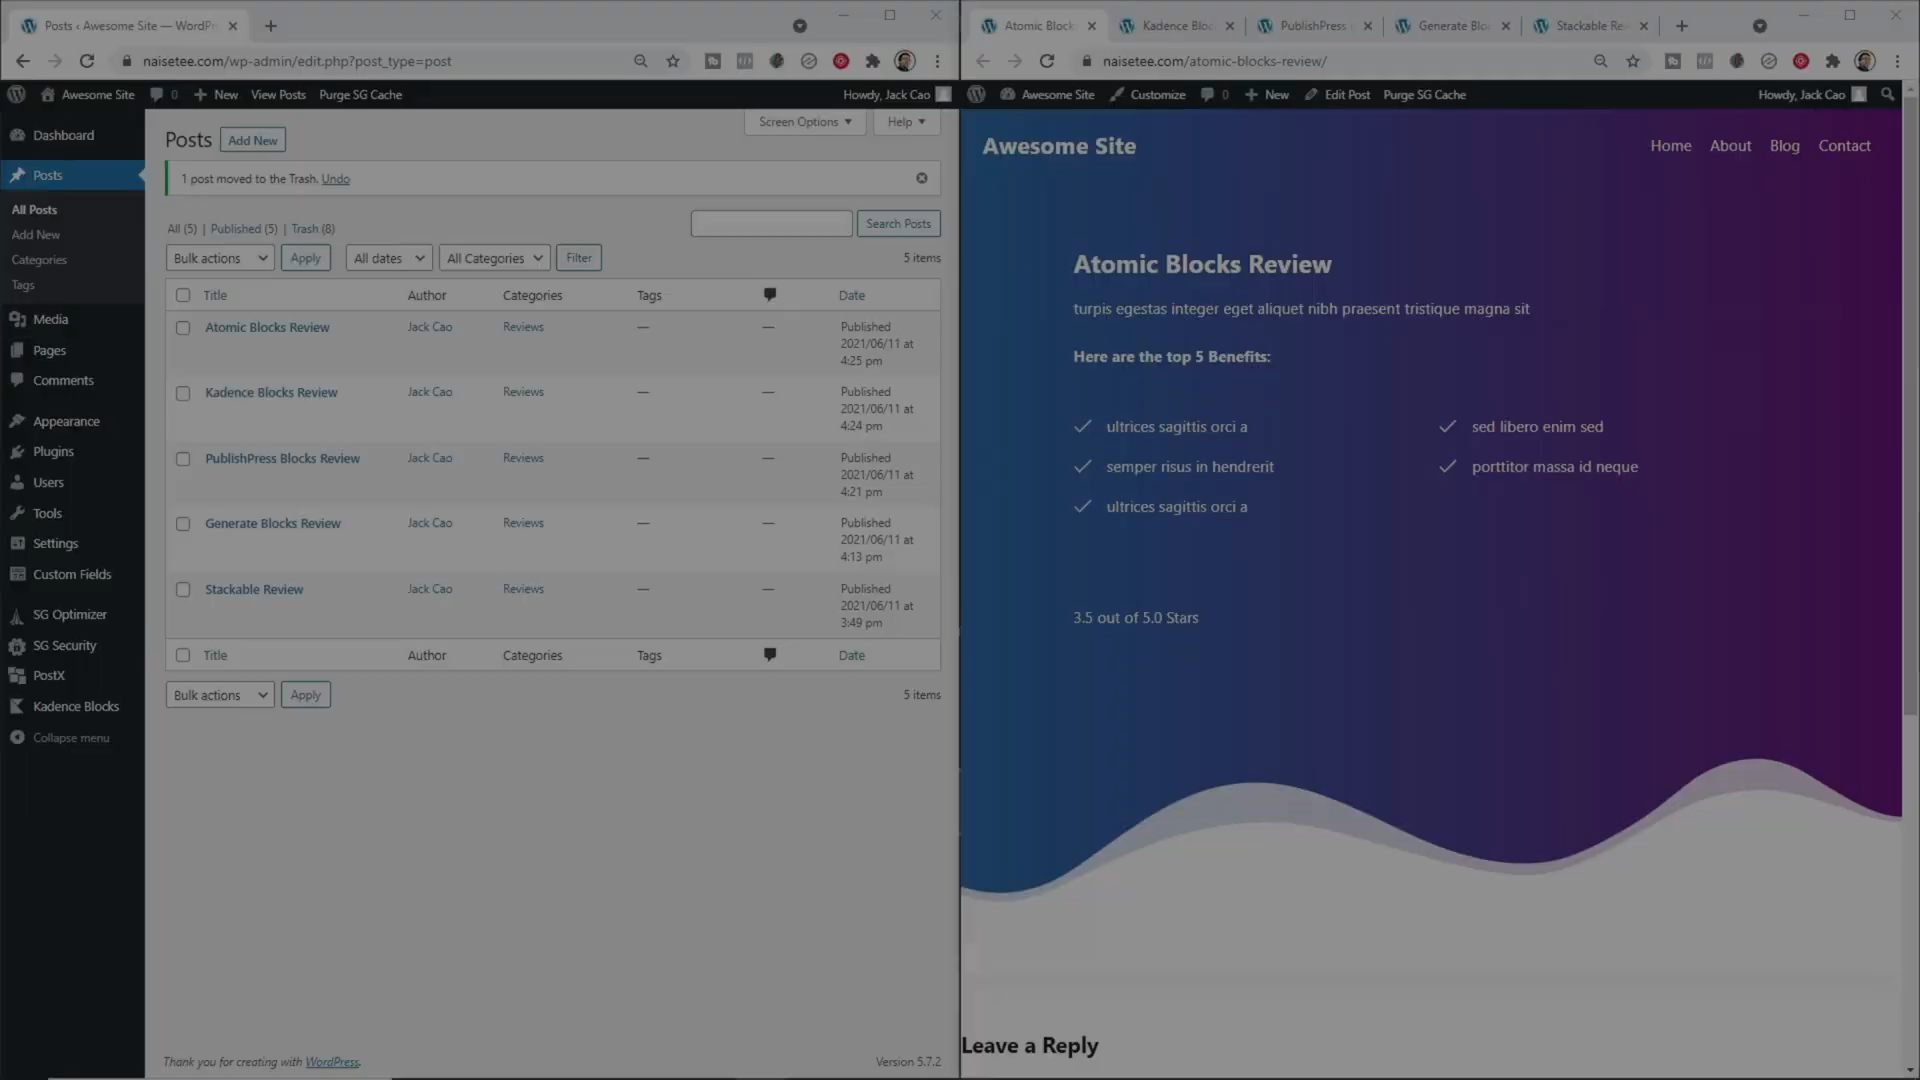 Posts ‹ Awesome Site — WordPr
naisetee.com/wp-admin/edit.php?post_type=post
Awesome Site 0 New View Posts Purge SG Cache Howdy, Jack Cao
Dashboard
Posts
All Posts
Add New
Categories
Tags
Media
Pages
Comments
Appearance
Plugins
Users
Tools
Settings
Custom Fields
SG Optimizer
SG Security
PostX
Kadence Blocks
Collapse menu
Screen Options Help
Posts Add New
1 post moved to the Trash. Undo
All (5) | Published (5) | Trash (8)
Search Posts
Bulk actions Apply All dates All Categories Filter 5 items
Title Author Categories Tags Date
Atomic Blocks Review Jack Cao Reviews — — Published
2021/06/11 at
4:25 pm
Kadence Blocks Review Jack Cao Reviews — — Published
2021/06/11 at
4:24 pm
PublishPress Blocks Review Jack Cao Reviews — — Published
2021/06/11 at
4:21 pm
Generate Blocks Review Jack Cao Reviews — — Published
2021/06/11 at
4:13 pm
Stackable Review Jack Cao Reviews — — Published
2021/06/11 at
3:49 pm
Title Author Categories Tags Date
Bulk actions Apply 5 items
Thank you for creating with WordPress. Version 5.7.2
Atomic Block Kadence Bloc PublishPress Generate Blo Stackable Re
naisetee.com/atomic-blocks-review/
Awesome Site Customize 0 New Edit Post Purge SG Cache Howdy, Jack Cao
Awesome Site Home About Blog Contact
Atomic Blocks Review
turpis egestas integer eget aliquet nibh praesent tristique magna sit
Here are the top 5 Benefits:
ultrices sagittis orci a sed libero enim sed
semper risus in hendrerit porttitor massa id neque
ultrices sagittis orci a
3.5 out of 5.0 Stars
Leave a Reply